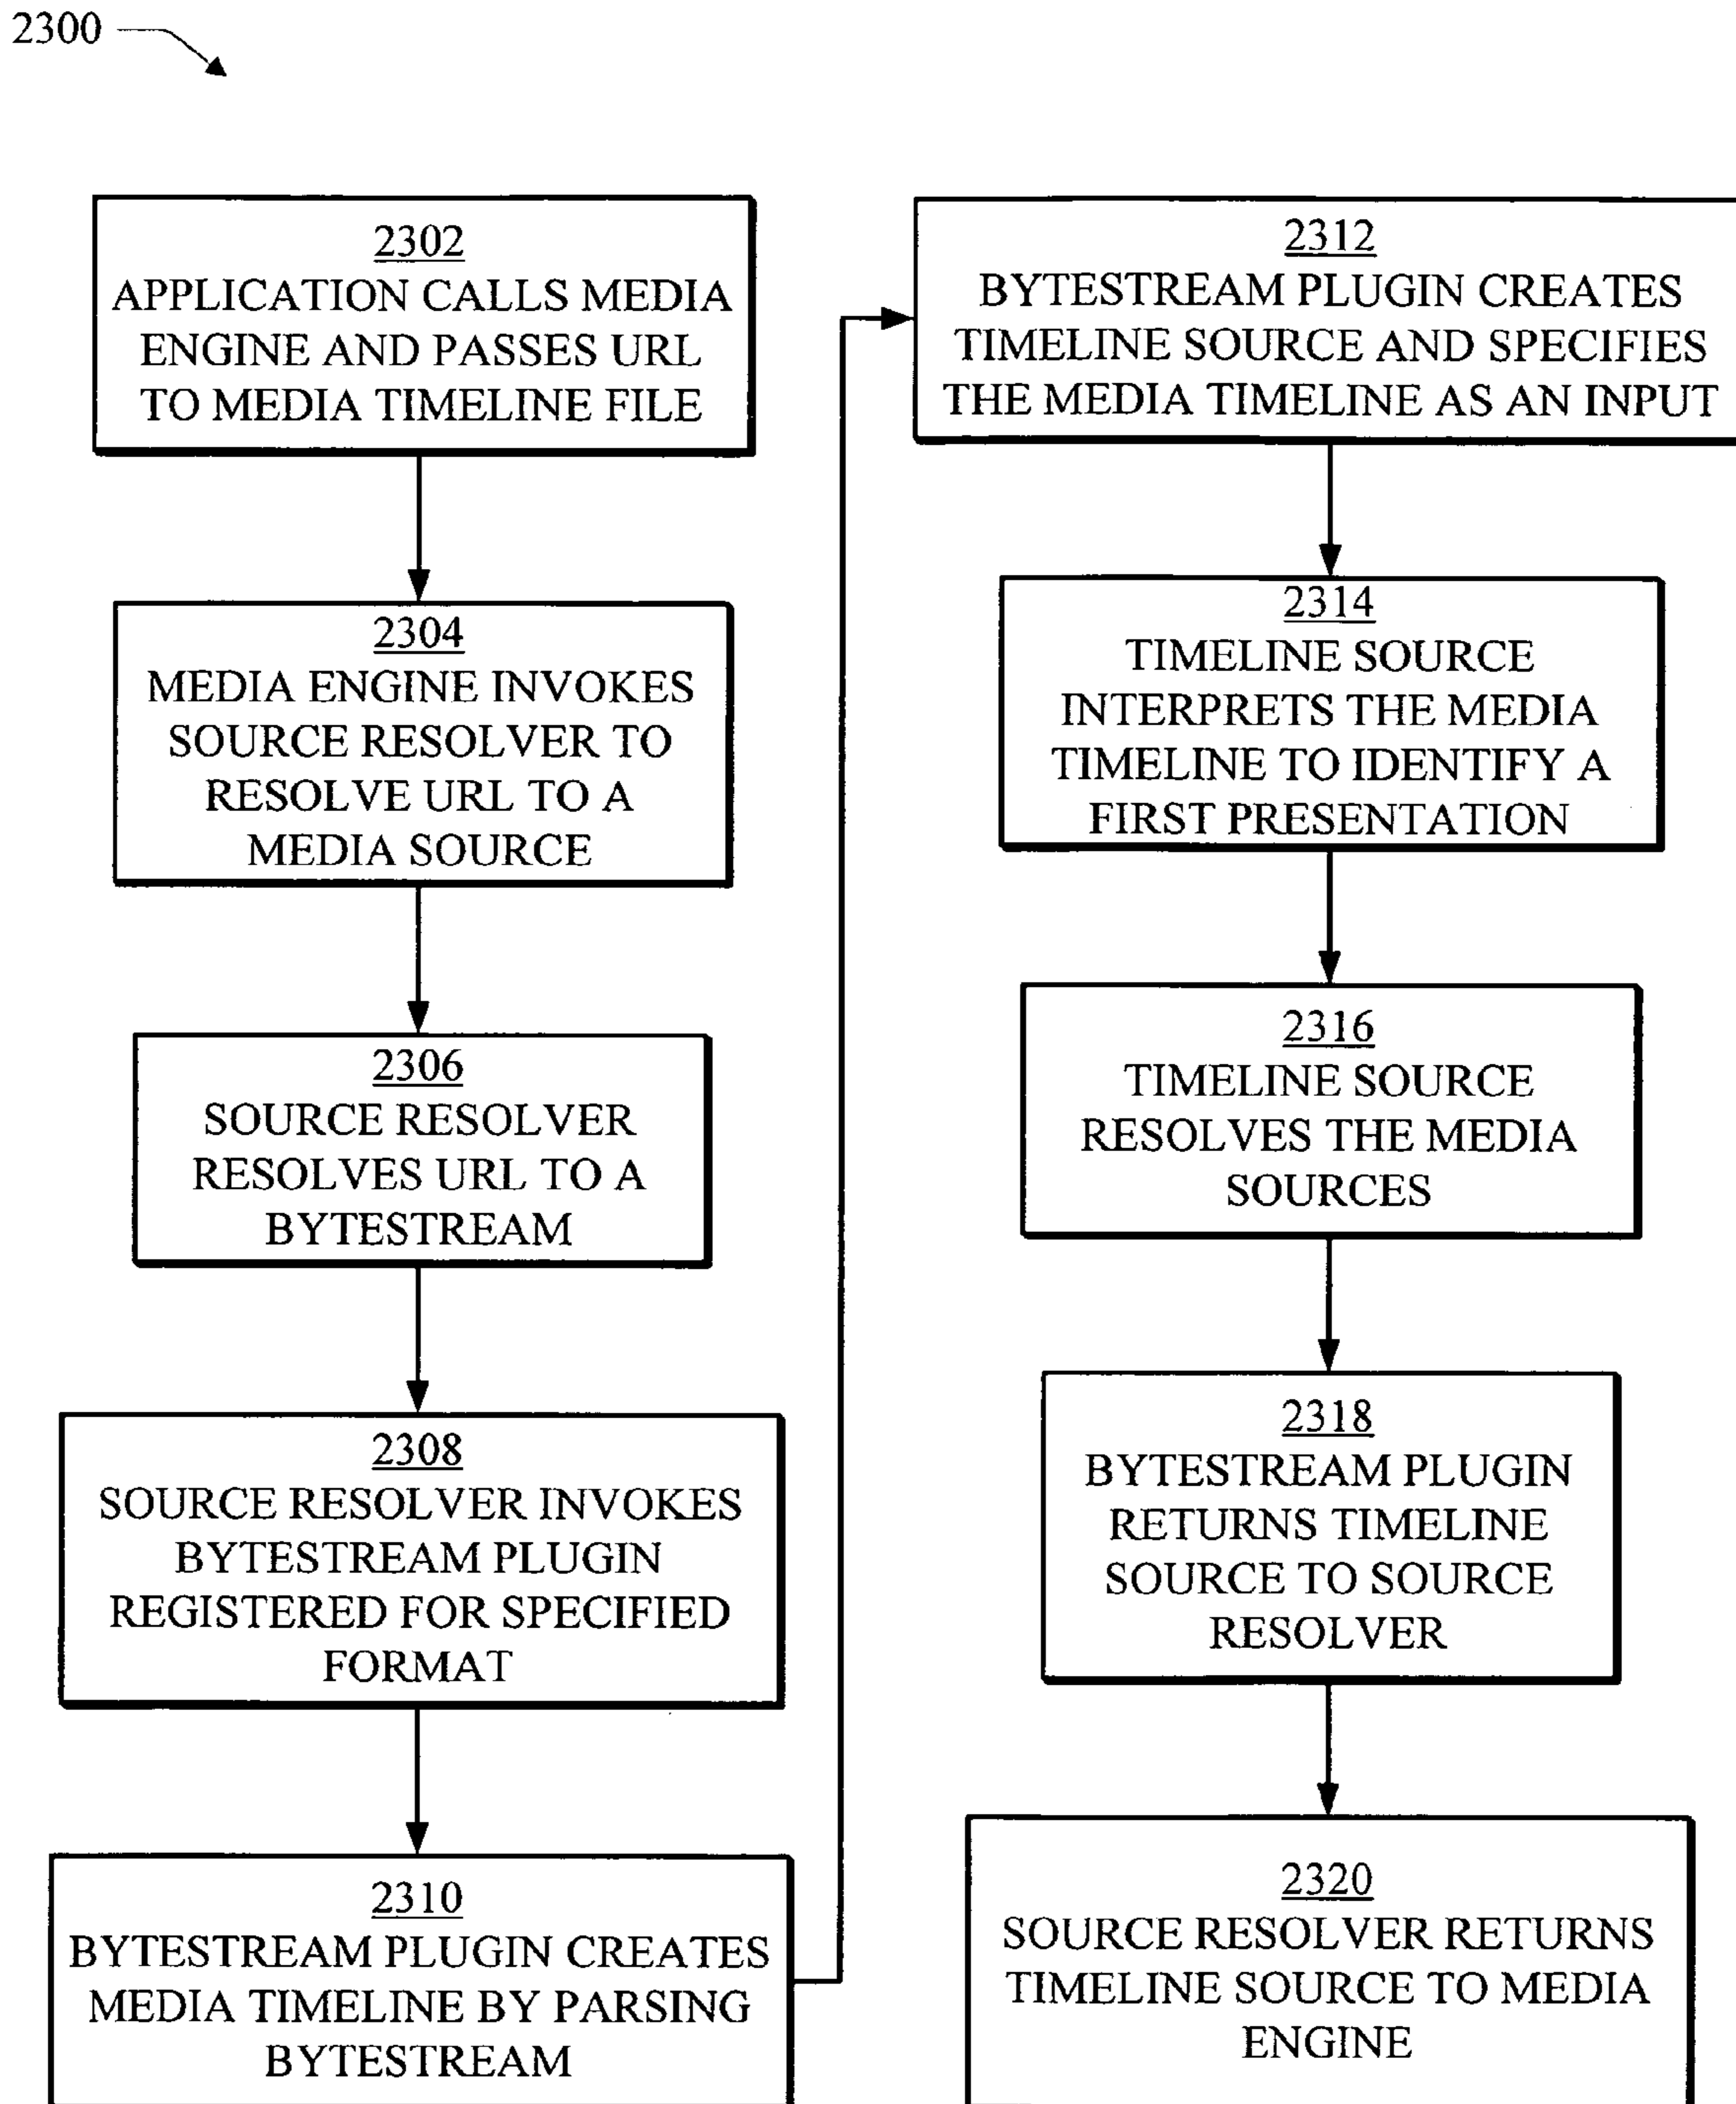 2300
2302
APPLICATION CALLS MEDIA
ENGINE AND PASSES URL
TO MEDIA TIMELINE FILE
2304
MEDIA ENGINE INVOKES
SOURCE RESOLVER TO
RESOLVE URL TO A
MEDIA SOURCE
2306
SOURCE RESOLVER
RESOLVES URL TO A
BYTESTREAM
2308
SOURCE RESOLVER INVOKES
BYTESTREAM PLUGIN
REGISTERED FOR SPECIFIED
FORMAT
2310
BYTESTREAM PLUGIN CREATES
MEDIA TIMELINE BY PARSING
BYTESTREAM
2312
BYTESTREAM PLUGIN CREATES
TIMELINE SOURCE AND SPECIFIES
THE MEDIA TIMELINE AS AN INPUT
2314
TIMELINE SOURCE
INTERPRETS THE MEDIA
TIMELINE TO IDENTIFY A
FIRST PRESENTATION
2316
TIMELINE SOURCE
RESOLVES THE MEDIA
SOURCES
2318
BYTESTREAM PLUGIN
RETURNS TIMELINE
SOURCE TO SOURCE
RESOLVER
2320
SOURCE RESOLVER RETURNS
TIMELINE SOURCE TO MEDIA
ENGINE